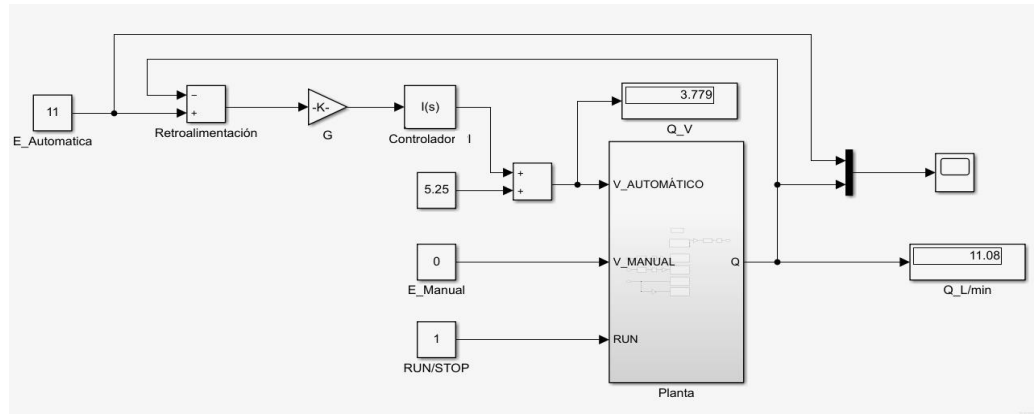 11
E_Automatica
−
+
Retroalimentación
-K-
G
I(s)
Controlador I
3.779
Q_V
5.25
+
+
V_AUTOMÁTICO
0
E_Manual
V_MANUAL
Q
11.08
Q_L/min
1
RUN/STOP
RUN
Planta